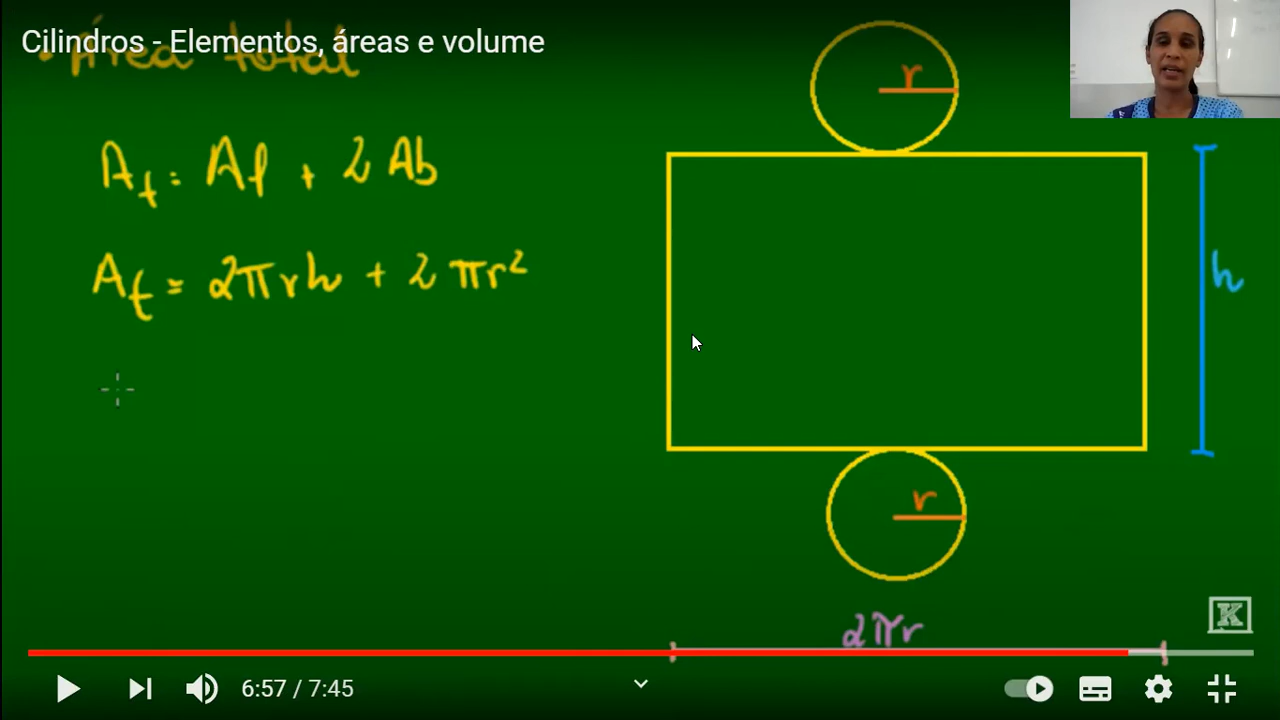 Cilindros - Elementos, áreas e volume
• Área total
r
At = Al + 2 Ab
At = 2πrh + 2 πr²
h
r
2πr
K
6:57 / 7:45